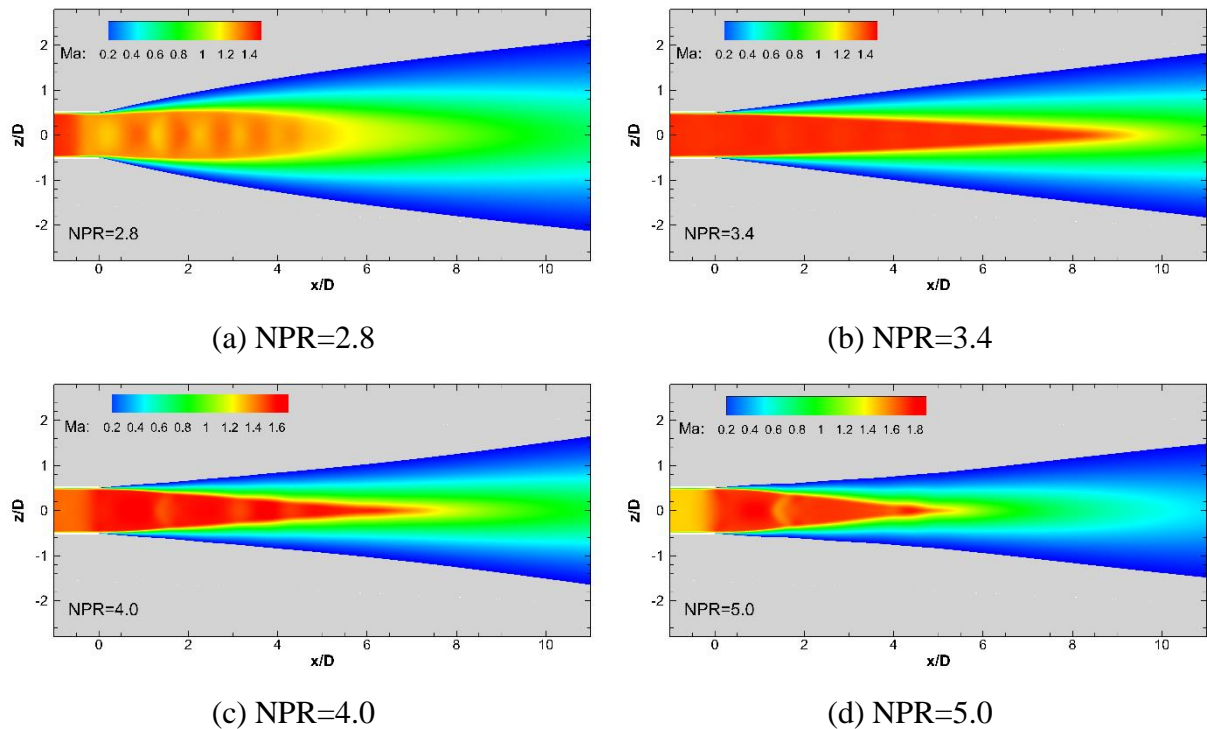 Ma: 0.2 0.4 0.6 0.8 1 1.2 1.4
z/D
2
1
0
-1
-2
NPR=2.8
0 2 4 6 8 10
x/D
(a) NPR=2.8
Ma: 0.2 0.4 0.6 0.8 1 1.2 1.4
z/D
2
1
0
-1
-2
NPR=3.4
0 2 4 6 8 10
x/D
(b) NPR=3.4
Ma: 0.2 0.4 0.6 0.8 1 1.2 1.4 1.6
z/D
2
1
0
-1
-2
NPR=4.0
0 2 4 6 8 10
x/D
(c) NPR=4.0
Ma: 0.2 0.4 0.6 0.8 1 1.2 1.4 1.6 1.8
z/D
2
1
0
-1
-2
NPR=5.0
0 2 4 6 8 10
x/D
(d) NPR=5.0